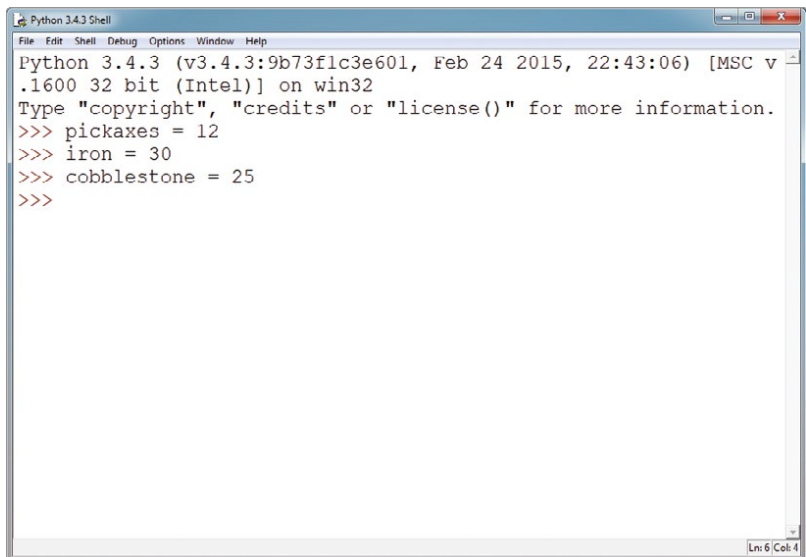 Python 3.4.3 Shell
File Edit Shell Debug Options Window Help
Python 3.4.3 (v3.4.3:9b73f1c3e601, Feb 24 2015, 22:43:06) [MSC v
.1600 32 bit (Intel)] on win32
Type "copyright", "credits" or "license()" for more information.
>>> pickaxes = 12
>>> iron = 30
>>> cobblestone = 25
>>>
Ln: 6 Col: 4